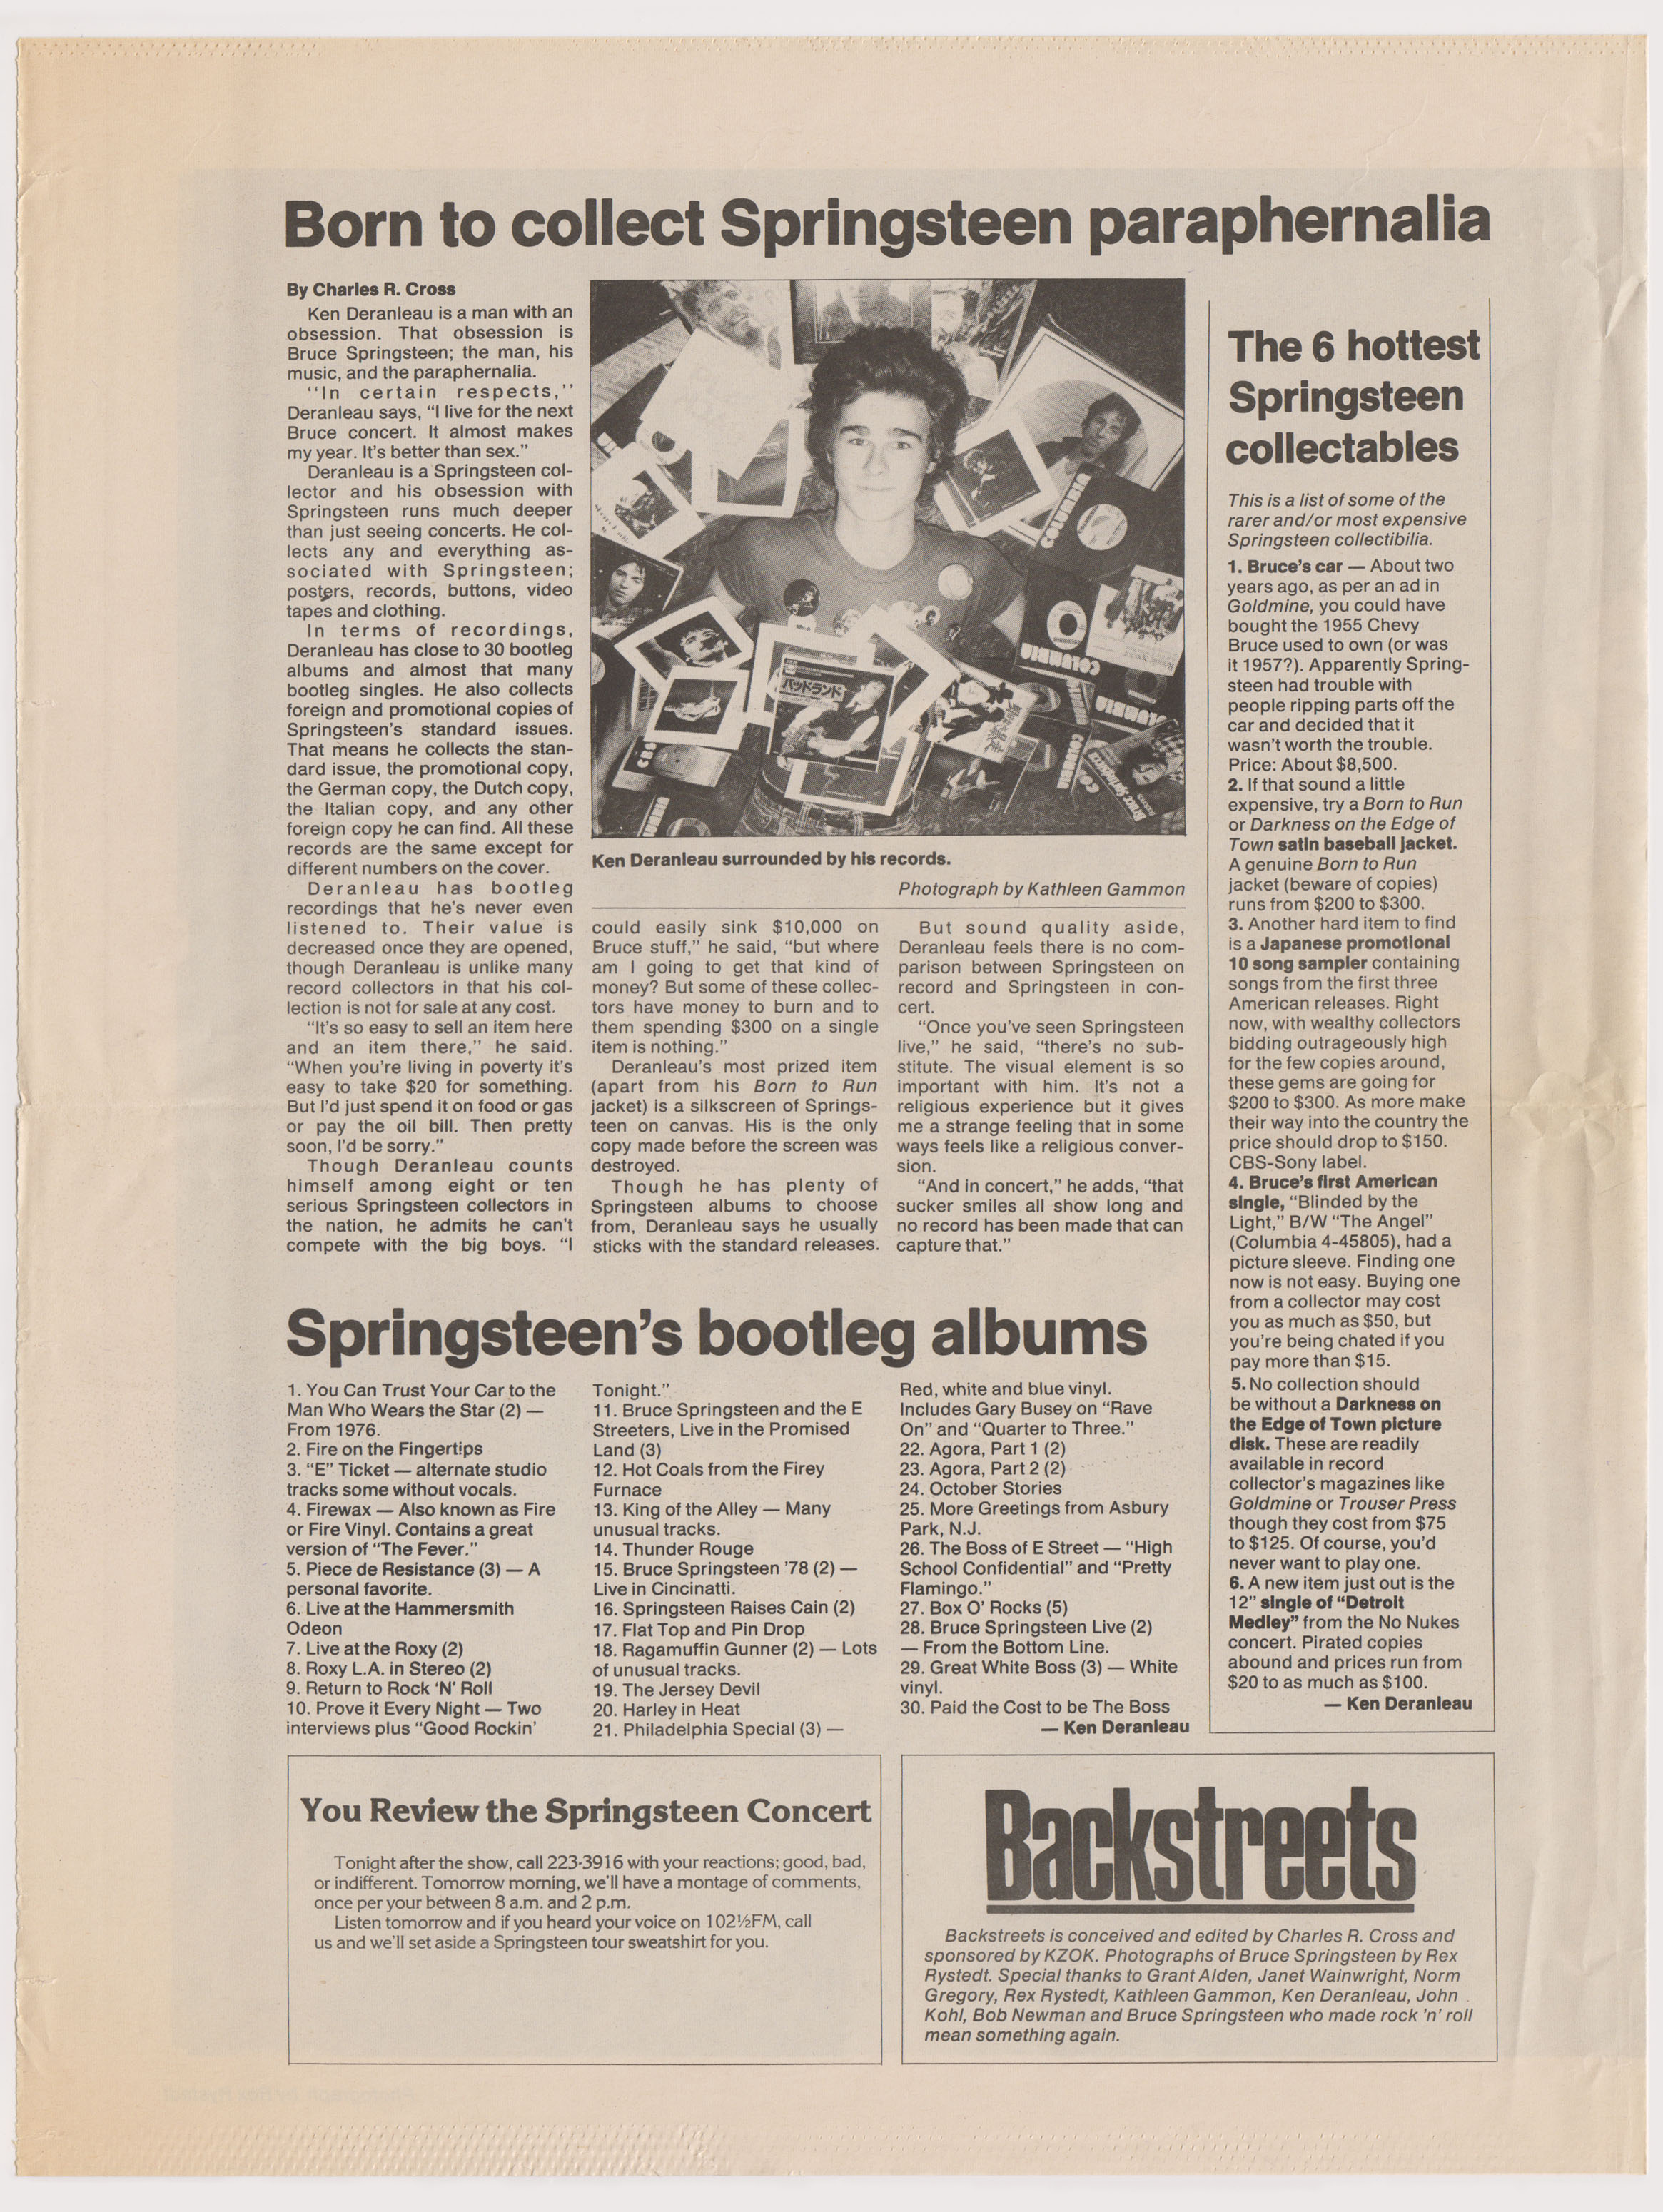 Born to collect Springsteen paraphernalia
By Charles R. Cross
Ken Deranleau is a man with an
obsession. That obsession is
Bruce Springsteen; the man, his
music, and the paraphernalia.
''In certain respects,''
Deranleau says, "I live for the next
Bruce concert. It almost makes
my year. It's better than sex."
Deranleau is a Springsteen col-
lector and his obsession with
Springsteen runs much deeper
than just seeing concerts. He col-
lects any and everything as-
sociated with Springsteen;
posters, records, buttons, video
tapes and clothing.
In terms of recordings,
Deranleau has close to 30 bootleg
albums and almost that many
bootleg singles. He also collects
foreign and promotional copies of
Springsteen's standard issues.
That means he collects the stan-
dard issue, the promotional copy,
the German copy, the Dutch copy,
the Italian copy, and any other
foreign copy he can find. All these
records are the same except for
different numbers on the cover.
Deranleau has bootleg
recordings that he's never even
listened to. Their value is
decreased once they are opened,
though Deranleau is unlike many
record collectors in that his col-
lection is not for sale at any cost.
"It's so easy to sell an item here
and an item there," he said.
"When you're living in poverty it's
easy to take $20 for something.
But I'd just spend it on food or gas
or pay the oil bill. Then pretty
soon, I'd be sorry."
Though Deranleau counts
himself among eight or ten
serious Springsteen collectors in
the nation, he admits he can't
compete with the big boys. "I
COLUMBIA
COLUMBIA
バッドランド
Ken Deranleau surrounded by his records.
Photograph by Kathleen Gammon
could easily sink $10,000 on
Bruce stuff," he said, "but where
am I going to get that kind of
money? But some of these collec-
tors have money to burn and to
them spending $300 on a single
item is nothing."
Deranleau's most prized item
(apart from his Born to Run
jacket) is a silkscreen of Springs-
teen on canvas. His is the only
copy made before the screen was
destroyed.
Though he has plenty of
Springsteen albums to choose
from, Deranleau says he usually
sticks with the standard releases.
But sound quality aside,
Deranleau feels there is no com-
parison between Springsteen on
record and Springsteen in con-
cert.
"Once you've seen Springsteen
live," he said, "there's no sub-
stitute. The visual element is so
important with him. It's not a
religious experience but it gives
me a strange feeling that in some
ways feels like a religious conver-
sion.
"And in concert," he adds, "that
sucker smiles all show long and
no record has been made that can
capture that."
The 6 hottest
Springsteen
collectables
This is a list of some of the
rarer and/or most expensive
Springsteen collectibilia.
1. Bruce's car — About two
years ago, as per an ad in
Goldmine, you could have
bought the 1955 Chevy
Bruce used to own (or was
it 1957?). Apparently Spring-
steen had trouble with
people ripping parts off the
car and decided that it
wasn't worth the trouble.
Price: About $8,500.
2. If that sound a little
expensive, try a Born to Run
or Darkness on the Edge of
Town satin baseball jacket.
A genuine Born to Run
jacket (beware of copies)
runs from $200 to $300.
3. Another hard item to find
is a Japanese promotional
10 song sampler containing
songs from the first three
American releases. Right
now, with wealthy collectors
bidding outrageously high
for the few copies around,
these gems are going for
$200 to $300. As more make
their way into the country the
price should drop to $150.
CBS-Sony label.
4. Bruce's first American
single, "Blinded by the
Light," B/W "The Angel"
(Columbia 4-45805), had a
picture sleeve. Finding one
now is not easy. Buying one
from a collector may cost
you as much as $50, but
you're being chated if you
pay more than $15.
5. No collection should
be without a Darkness on
the Edge of Town picture
disk. These are readily
available in record
collector's magazines like
Goldmine or Trouser Press
though they cost from $75
to $125. Of course, you'd
never want to play one.
6. A new item just out is the
12" single of "Detroit
Medley" from the No Nukes
concert. Pirated copies
abound and prices run from
$20 to as much as $100.
— Ken Deranleau
Springsteen's bootleg albums
1. You Can Trust Your Car to the
Man Who Wears the Star (2) —
From 1976.
2. Fire on the Fingertips
3. "E" Ticket — alternate studio
tracks some without vocals.
4. Firewax — Also known as Fire
or Fire Vinyl. Contains a great
version of "The Fever."
5. Piece de Resistance (3) — A
personal favorite.
6. Live at the Hammersmith
Odeon
7. Live at the Roxy (2)
8. Roxy L.A. in Stereo (2)
9. Return to Rock 'N' Roll
10. Prove it Every Night — Two
interviews plus "Good Rockin'
Tonight."
11. Bruce Springsteen and the E
Streeters, Live in the Promised
Land (3)
12. Hot Coals from the Firey
Furnace
13. King of the Alley — Many
unusual tracks.
14. Thunder Rouge
15. Bruce Springsteen '78 (2) —
Live in Cincinatti.
16. Springsteen Raises Cain (2)
17. Flat Top and Pin Drop
18. Ragamuffin Gunner (2) — Lots
of unusual tracks.
19. The Jersey Devil
20. Harley in Heat
21. Philadelphia Special (3) —
Red, white and blue vinyl.
Includes Gary Busey on "Rave
On" and "Quarter to Three."
22. Agora, Part 1 (2)
23. Agora, Part 2 (2)
24. October Stories
25. More Greetings from Asbury
Park, N.J.
26. The Boss of E Street — "High
School Confidential" and "Pretty
Flamingo."
27. Box O' Rocks (5)
28. Bruce Springsteen Live (2)
— From the Bottom Line.
29. Great White Boss (3) — White
vinyl.
30. Paid the Cost to be The Boss
— Ken Deranleau
You Review the Springsteen Concert
Tonight after the show, call 223-3916 with your reactions; good, bad,
or indifferent. Tomorrow morning, we'll have a montage of comments,
once per your between 8 a.m. and 2 p.m.
Listen tomorrow and if you heard your voice on 102½FM, call
us and we'll set aside a Springsteen tour sweatshirt for you.
Backstreets
Backstreets is conceived and edited by Charles R. Cross and
sponsored by KZOK. Photographs of Bruce Springsteen by Rex
Rystedt. Special thanks to Grant Alden, Janet Wainwright, Norm
Gregory, Rex Rystedt, Kathleen Gammon, Ken Deranleau, John
Kohl, Bob Newman and Bruce Springsteen who made rock 'n' roll
mean something again.